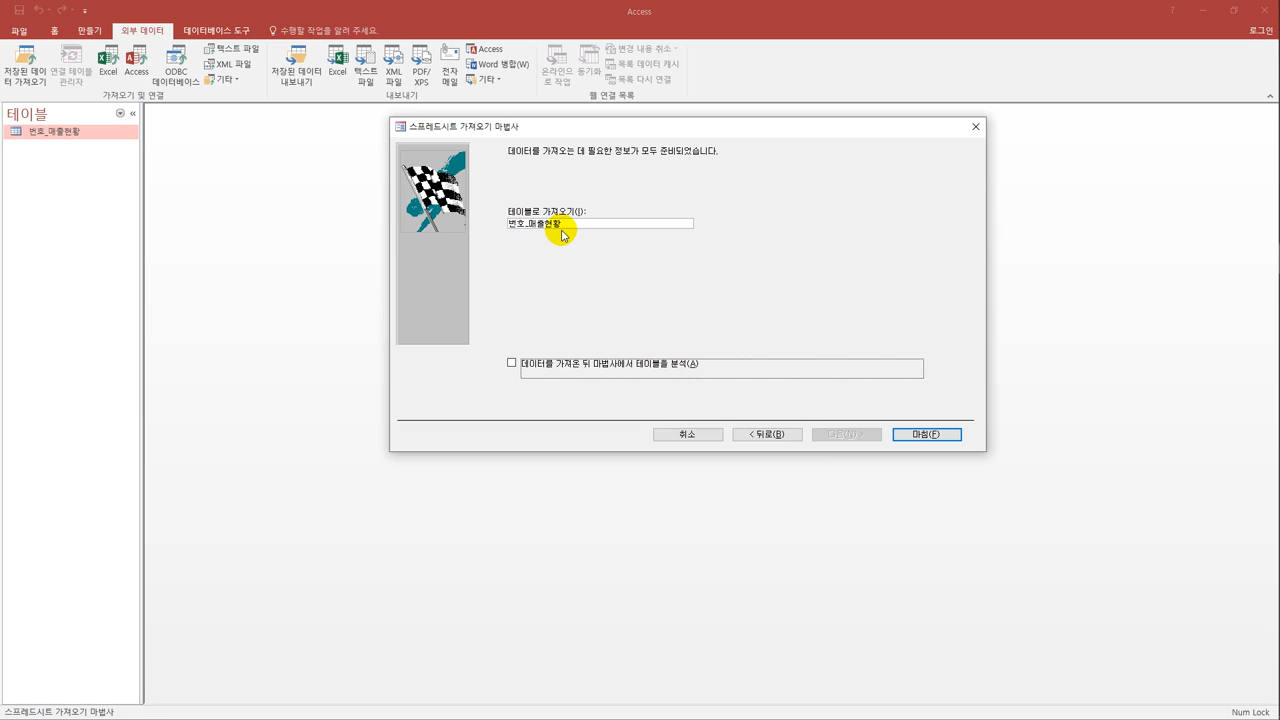 Access
파일 홈 만들기 외부 데이터 데이터베이스 도구 수행할 작업을 알려 주세요. 로그인
저장된 데이
터 가져오기
연결 테이블
관리자
Excel
Access
ODBC
데이터베이스
텍스트 파일
XML 파일
기타
가져오기 및 연결
저장된 데이터
내보내기
Excel
텍스트
파일
XML
파일
PDF/
XPS
전자
메일
Access
Word 병합(W)
기타
내보내기
온라인으
로 작업
동기화
변경 내용 취소
목록 데이터 캐시
목록 다시 연결
웹 연결 목록
테이블
번호_매출현황
스프레드시트 가져오기 마법사
데이터를 가져오는 데 필요한 정보가 모두 준비되었습니다.
테이블로 가져오기(I):
번호_매출현황
데이터를 가져온 뒤 마법사에서 테이블을 분석(A)
취소 < 뒤로(B) 다음(N) > 마침(F)
스프레드시트 가져오기 마법사 Num Lock